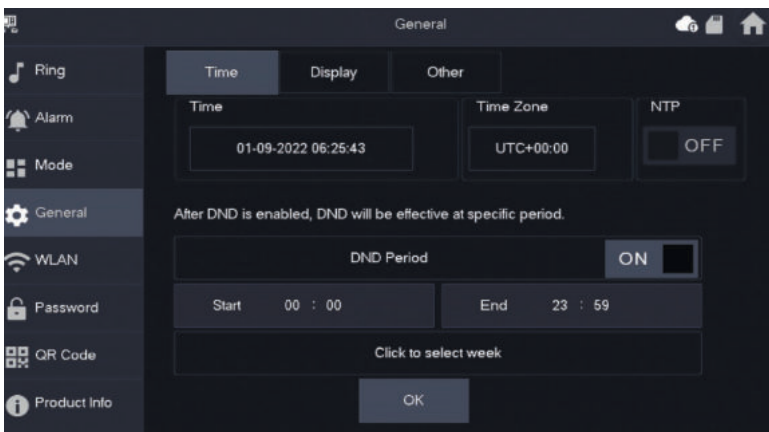 General
Ring
Alarm
Mode
General
WLAN
Password
QR Code
Product Info
Time Display Other
Time Time Zone NTP
01-09-2022 06:25:43 UTC+00:00 OFF
After DND is enabled, DND will be effective at specific period.
DND Period ON
Start 00 : 00 End 23 : 59
Click to select week
OK